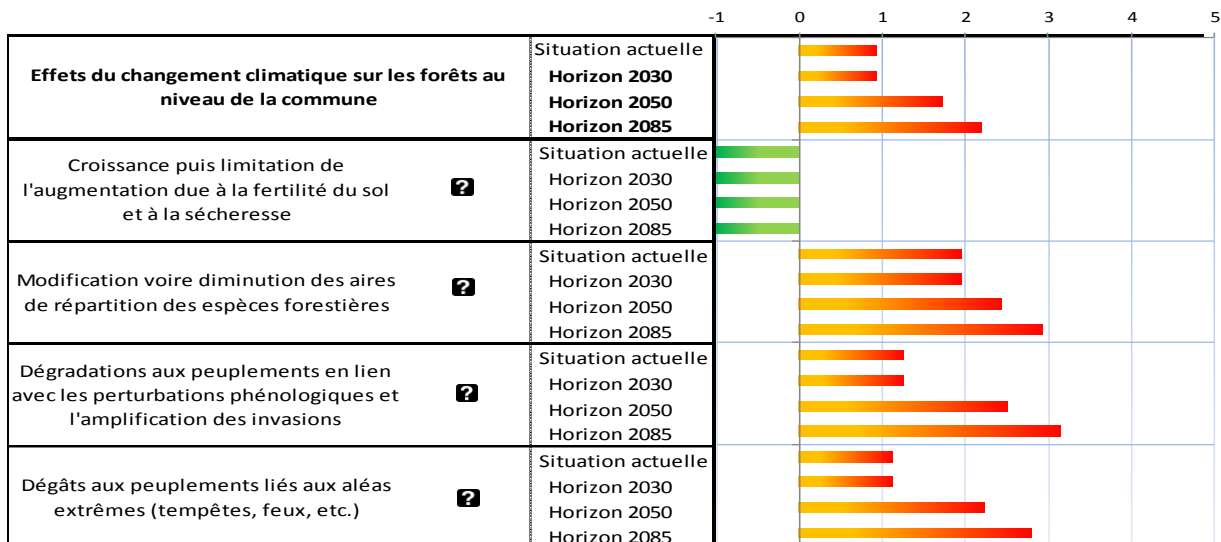 -1 0 1 2 3 4 5
Effets du changement climatique sur les forêts au
niveau de la commune
Situation actuelle
Horizon 2030
Horizon 2050
Horizon 2085
Croissance puis limitation de
l'augmentation due à la fertilité du sol
et à la sécheresse
?
Situation actuelle
Horizon 2030
Horizon 2050
Horizon 2085
Modification voire diminution des aires
de répartition des espèces forestières
?
Situation actuelle
Horizon 2030
Horizon 2050
Horizon 2085
Dégradations aux peuplements en lien
avec les perturbations phénologiques et
l'amplification des invasions
?
Situation actuelle
Horizon 2030
Horizon 2050
Horizon 2085
Dégâts aux peuplements liés aux aléas
extrêmes (tempêtes, feux, etc.)
?
Situation actuelle
Horizon 2030
Horizon 2050
Horizon 2085